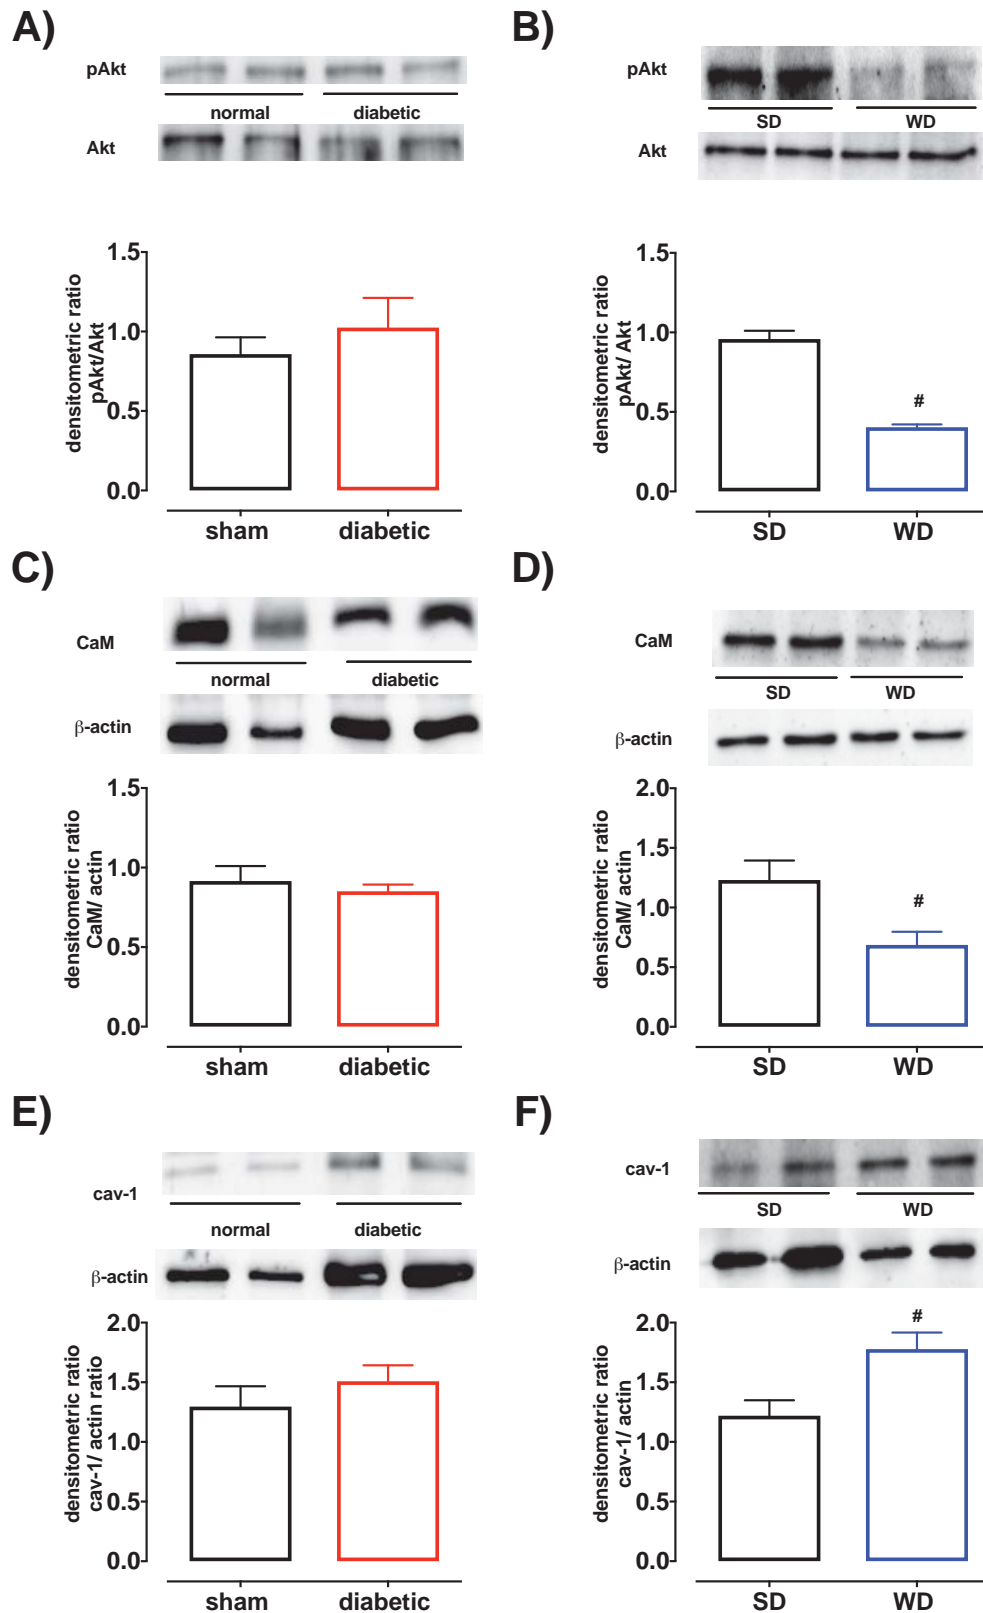 A)
pAkt
normal diabetic
Akt
densitometric ratio
pAkt/Akt
1.5
1.0
0.5
0.0
sham diabetic
B)
pAkt
SD WD
Akt
densitometric ratio
pAkt/ Akt
1.5
1.0
0.5
0.0
#
SD WD
C)
CaM
normal diabetic
β-actin
densitometric ratio
CaM/ actin
1.5
1.0
0.5
0.0
sham diabetic
D)
CaM
SD WD
β-actin
densitometric ratio
CaM/ actin
2.0
1.5
1.0
0.5
0.0
#
SD WD
E)
cav-1
normal diabetic
β-actin
densitometric ratio
cav-1/ actin ratio
2.0
1.5
1.0
0.5
0.0
sham diabetic
F)
cav-1
SD WD
β-actin
densitometric ratio
cav-1/ actin
2.0
1.5
1.0
0.5
0.0
#
SD WD